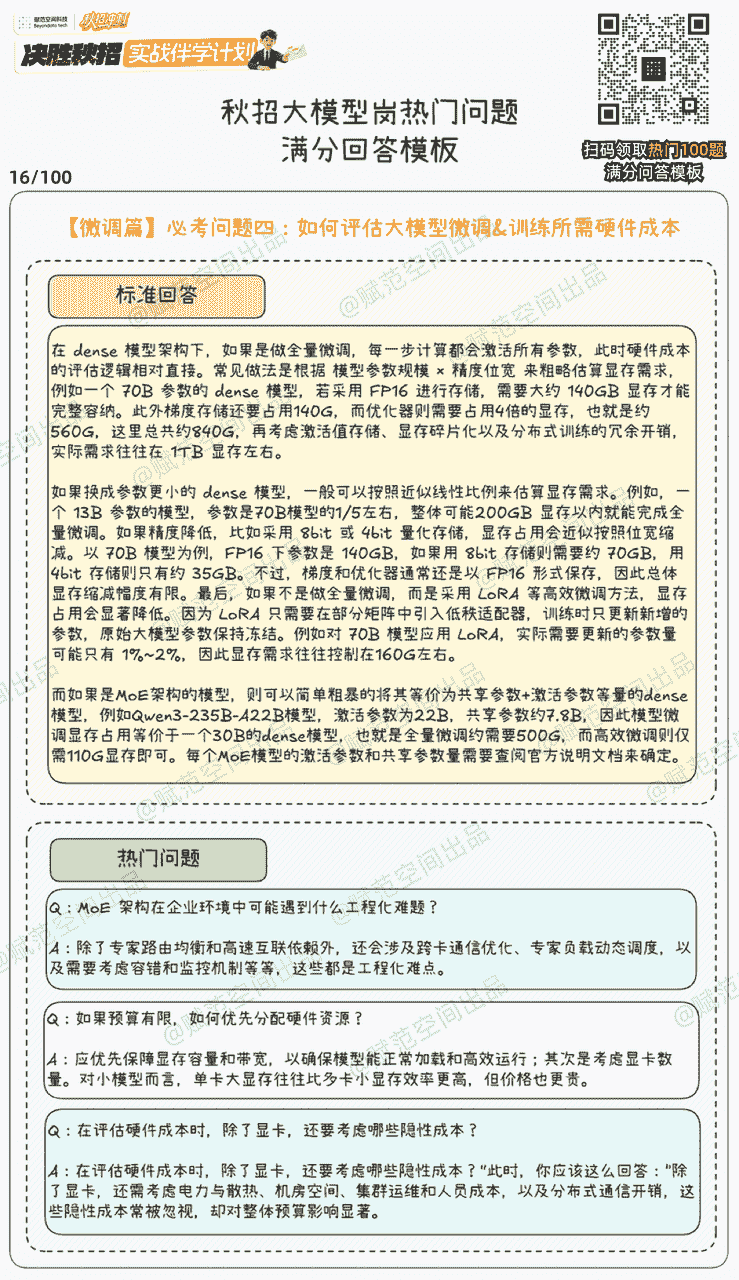 赋范空间科技
Beyondata tech
秋招冲刺
决胜秋招 实战伴学计划
秋招大模型岗热门问题
满分回答模板
扫码领取热门100题
满分问答模板
16/100
【微调篇】必考问题四：如何评估大模型微调&训练所需硬件成本
标准回答
在 dense 模型架构下，如果是做全量微调，每一步计算都会激活所有参数，此时硬件成本
的评估逻辑相对直接。常见做法是根据 模型参数规模 × 精度位宽 来粗略估算显存需求，
例如一个 70B 参数的 dense 模型，若采用 FP16 进行存储，需要大约 140GB 显存才能
完整容纳。此外梯度存储还要占用140G，而优化器则需要占用4倍的显存，也就是约
560G，这里总共约840G，再考虑激活值存储、显存碎片化以及分布式训练的冗余开销，
实际需求往往在 1TB 显存左右。
如果换成参数更小的 dense 模型，一般可以按照近似线性比例来估算显存需求。例如，一
个 13B 参数的模型，参数是70B模型的1/5左右，整体可能200GB 显存以内就能完成全
量微调。如果精度降低，比如采用 8bit 或 4bit 量化存储，显存占用会近似按照位宽缩
减。以 70B 模型为例，FP16 下参数是 140GB，如果用 8bit 存储则需要约 70GB，用
4bit 存储则只有约 35GB。不过，梯度和优化器通常还是以 FP16 形式保存，因此总体
显存缩减幅度有限。最后，如果不是做全量微调，而是采用 LoRA 等高效微调方法，显存
占用会显著降低。因为 LoRA 只需要在部分矩阵中引入低秩适配器，训练时只更新新增的
参数，原始大模型参数保持冻结。例如对 70B 模型应用 LoRA，实际需要更新的参数量
可能只有 1%~2%，因此显存需求往往控制在160G左右。
而如果是MoE架构的模型，则可以简单粗暴的将其等价为共享参数+激活参数等量的dense
模型，例如Qwen3-235B-A22B模型，激活参数为22B，共享参数约7.8B，因此模型微
调显存占用等价于一个30B的dense模型，也就是全量微调约需要500G，而高效微调则仅
需110G显存即可。每个MoE模型的激活参数和共享参数量需要查阅官方说明文档来确定。
热门问题
Q：MoE 架构在企业环境中可能遇到什么工程化难题？
A：除了专家路由均衡和高速互联依赖外，还会涉及跨卡通信优化、专家负载动态调度，以
及需要考虑容错和监控机制等等，这些都是工程化难点。
Q：如果预算有限，如何优先分配硬件资源？
A：应优先保障显存容量和带宽，以确保模型能正常加载和高效运行；其次是考虑显卡数
量。对小模型而言，单卡大显存往往比多卡小显存效率更高，但价格也更贵。
Q：在评估硬件成本时，除了显卡，还要考虑哪些隐性成本？
A：在评估硬件成本时，除了显卡，还要考虑哪些隐性成本？"此时，你应该这么回答："除
了显卡，还需考虑电力与散热、机房空间、集群运维和人员成本，以及分布式通信开销，这
些隐性成本常被忽视，却对整体预算影响显著。
@赋范空间出品